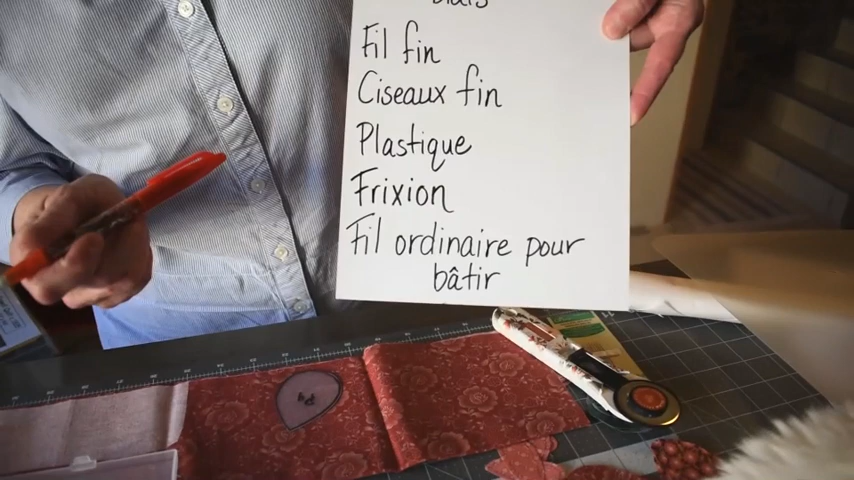 Fil fin
Ciseaux fin
Plastique
Frixion
Fil ordinaire pour
bâtir